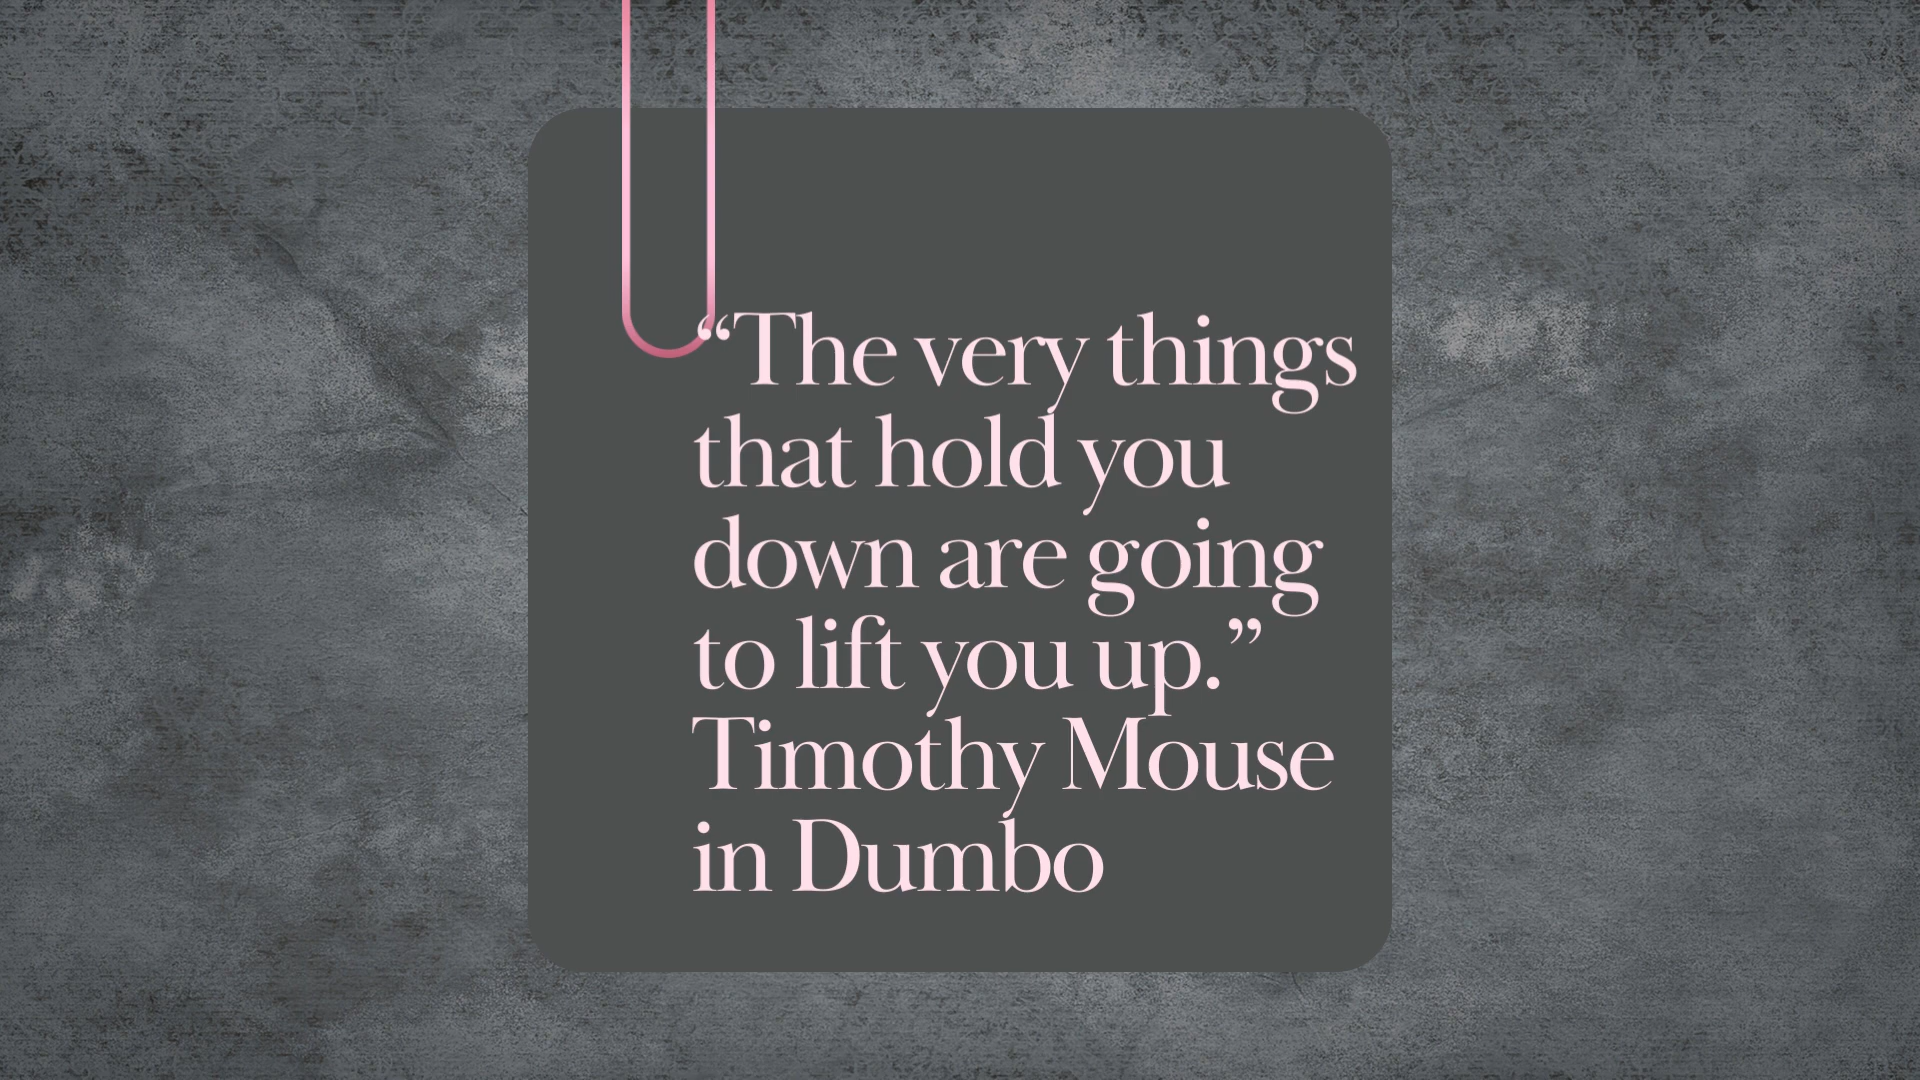 “The very things
that hold you
down are going
to lift you up.”
Timothy Mouse
in Dumbo